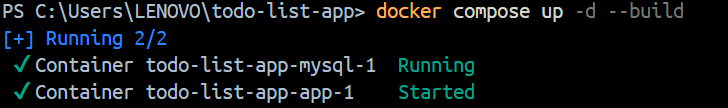 PS C:\Users\LENOVO\todo-list-app> docker compose up -d --build
[+] Running 2/2
✓ Container todo-list-app-mysql-1 Running
✓ Container todo-list-app-app-1 Started